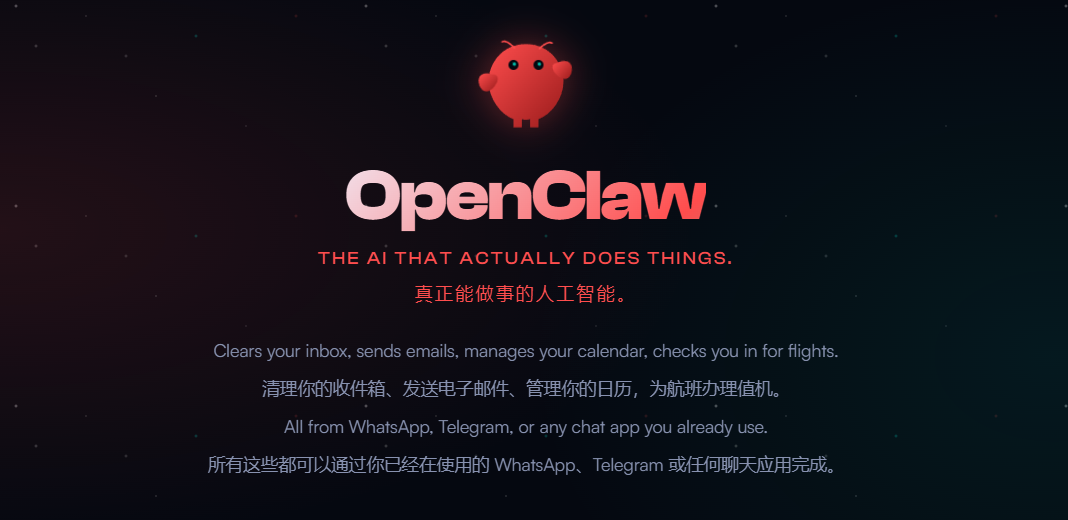 OpenClaw
THE AI THAT ACTUALLY DOES THINGS.
真正能做事的人工智能。
Clears your inbox, sends emails, manages your calendar, checks you in for flights.
清理你的收件箱、发送电子邮件、管理你的日历，为航班办理值机。
All from WhatsApp, Telegram, or any chat app you already use.
所有这些都可以通过你已经在使用的 WhatsApp、Telegram 或任何聊天应用完成。